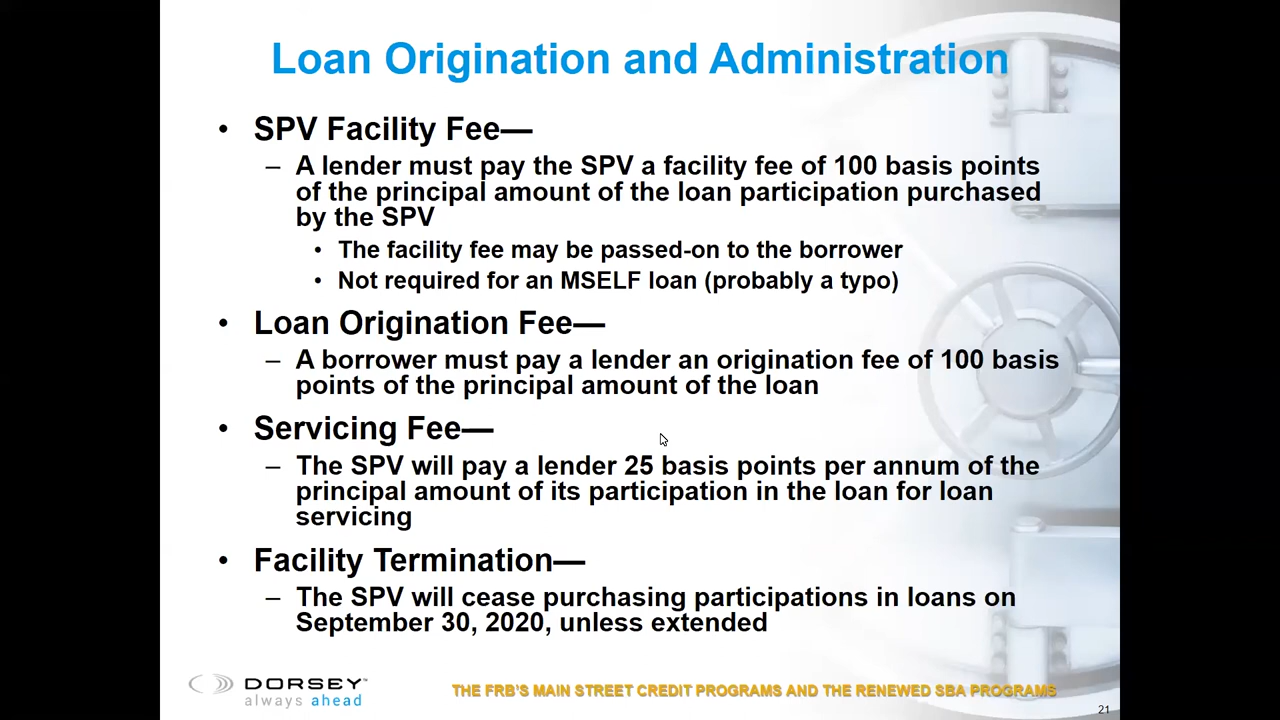 Loan Origination and Administration
• SPV Facility Fee—
– A lender must pay the SPV a facility fee of 100 basis points
of the principal amount of the loan participation purchased
by the SPV
• The facility fee may be passed-on to the borrower
• Not required for an MSELF loan (probably a typo)
• Loan Origination Fee—
– A borrower must pay a lender an origination fee of 100 basis
points of the principal amount of the loan
• Servicing Fee—
– The SPV will pay a lender 25 basis points per annum of the
principal amount of its participation in the loan for loan
servicing
• Facility Termination—
– The SPV will cease purchasing participations in loans on
September 30, 2020, unless extended
DORSEY™
always ahead
THE FRB'S MAIN STREET CREDIT PROGRAMS AND THE RENEWED SBA PROGRAMS
21